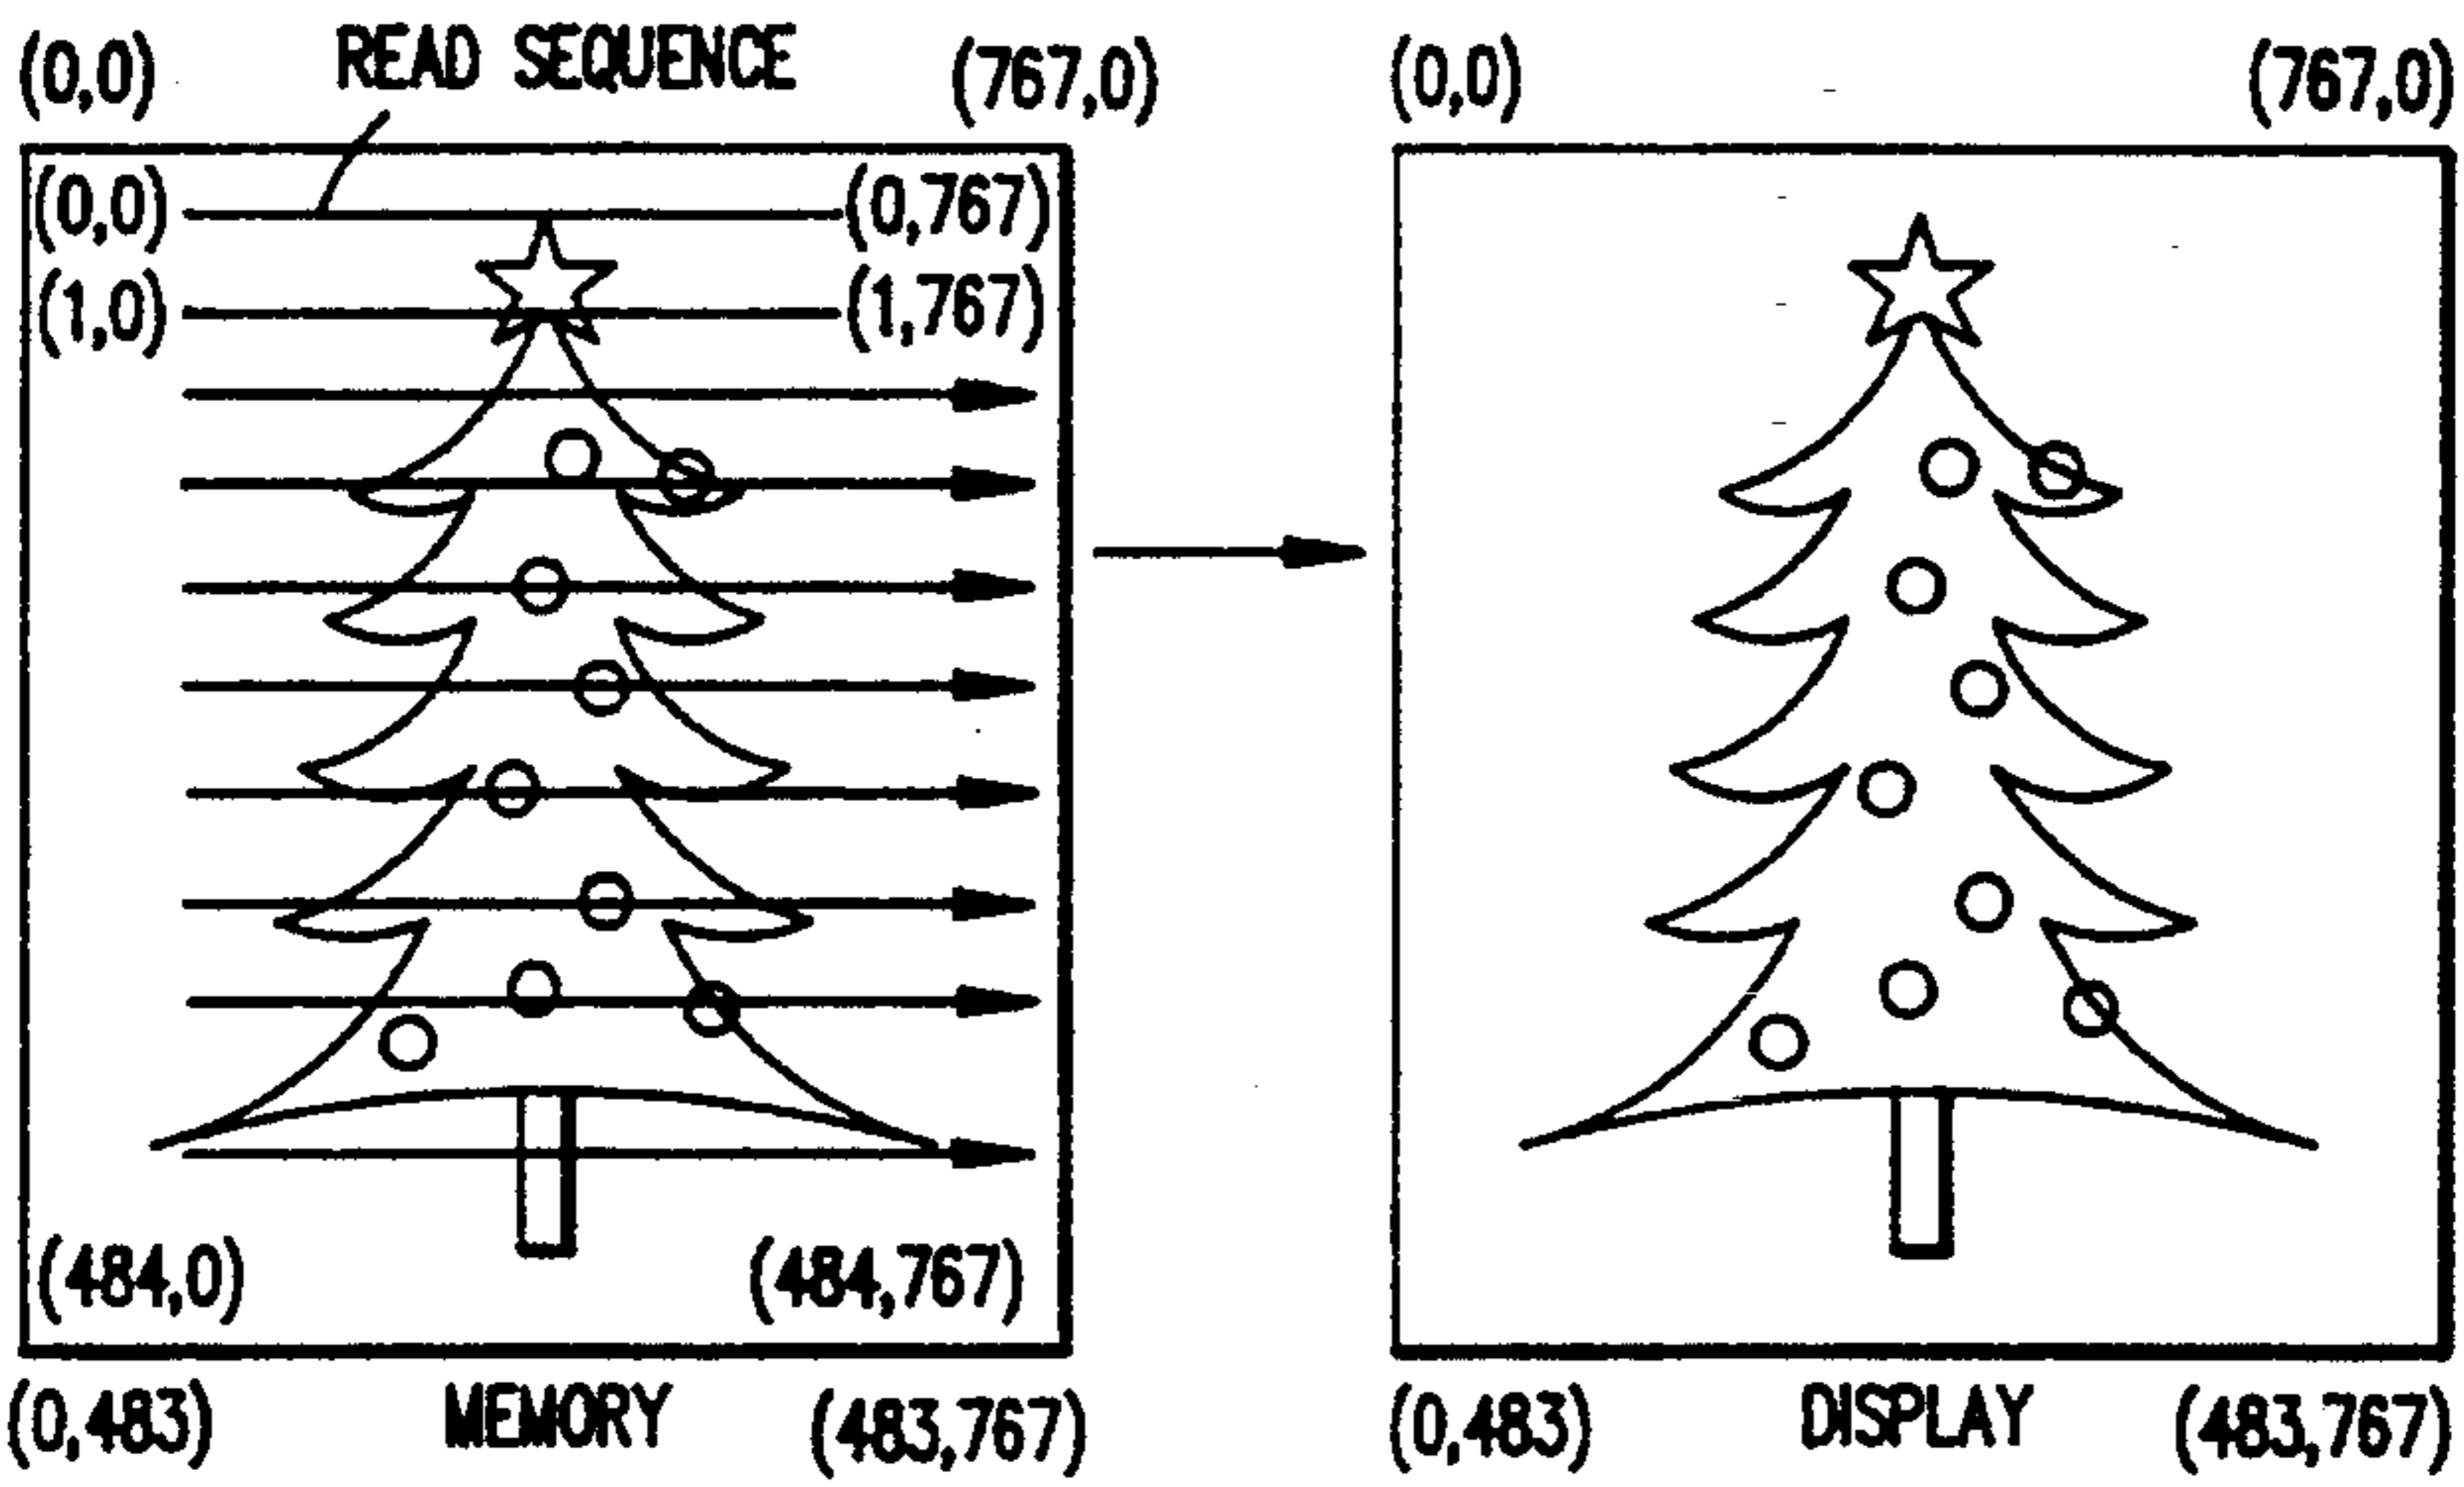 (0,0) READ SEQUENCE (767,0) (0,0) (767,0)
(0,0) (0,767)
(1,0) (1,767)
(484,0) (484,767)
(0,483) MEMORY (483,767) (0,483) DISPLAY (483,767)